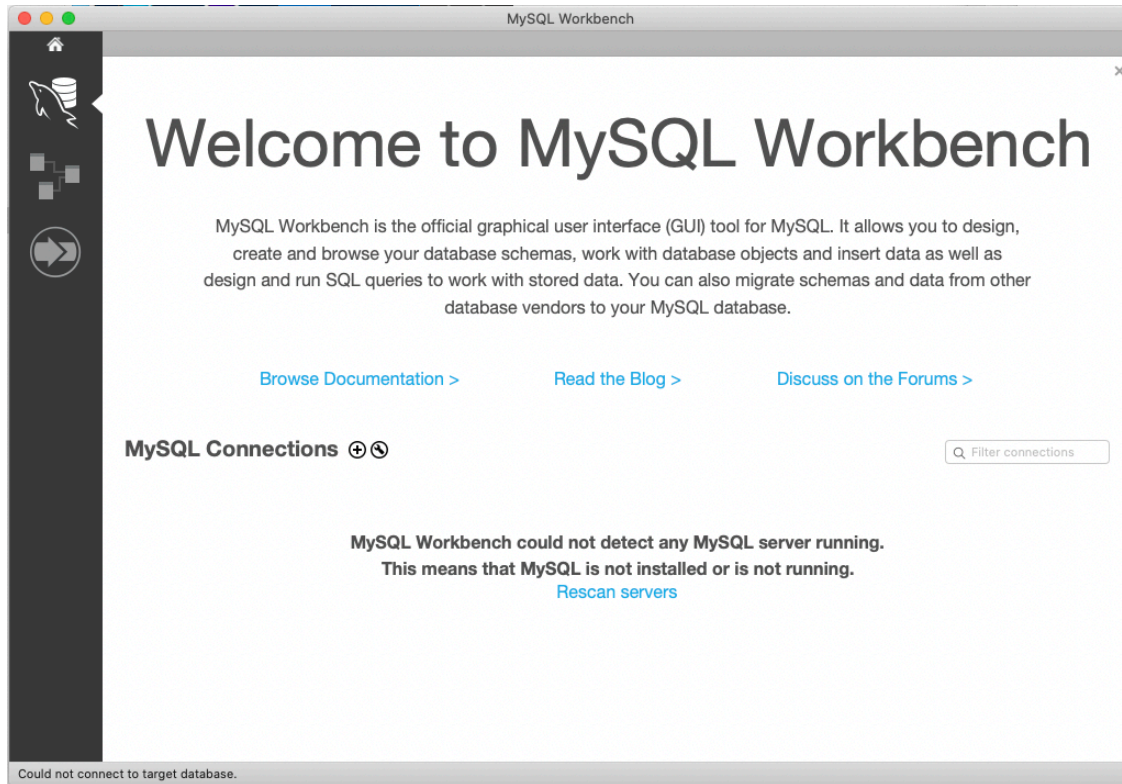 MySQL Workbench
Welcome to MySQL Workbench
MySQL Workbench is the official graphical user interface (GUI) tool for MySQL. It allows you to design,
create and browse your database schemas, work with database objects and insert data as well as
design and run SQL queries to work with stored data. You can also migrate schemas and data from other
database vendors to your MySQL database.
Browse Documentation > Read the Blog > Discuss on the Forums >
MySQL Connections Filter connections
MySQL Workbench could not detect any MySQL server running.
This means that MySQL is not installed or is not running.
Rescan servers
Could not connect to target database.